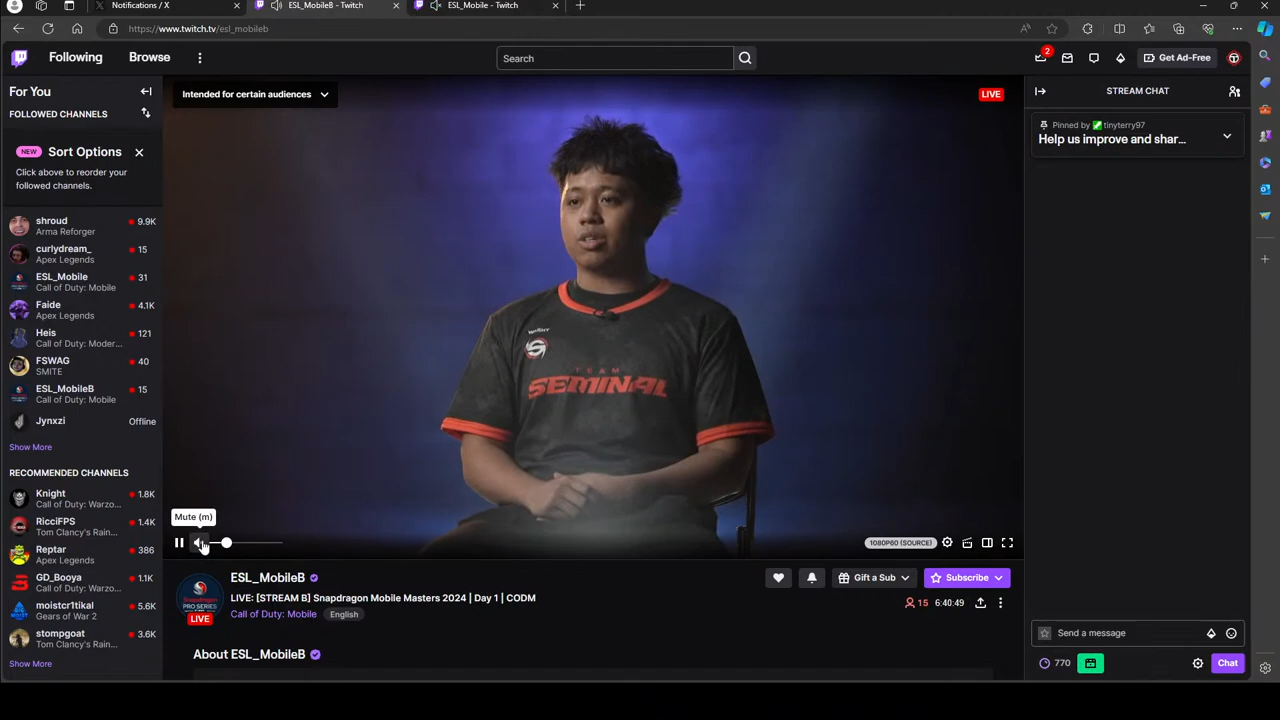 Notifications / X
ESL_MobileB - Twitch
ESL_Mobile - Twitch
https://www.twitch.tv/esl_mobileb
Following
Browse
Search
2
Get Ad-Free
For You
FOLLOWED CHANNELS
NEW Sort Options
Click above to reorder your
followed channels.
shroud 9.9K
Arma Reforger
curlydream_ 15
Apex Legends
ESL_Mobile 31
Call of Duty: Mobile
Faide 4.1K
Apex Legends
Heis 121
Call of Duty: Moder...
FSWAG 40
SMITE
ESL_MobileB 15
Call of Duty: Mobile
Jynxzi Offline
Show More
RECOMMENDED CHANNELS
Knight 1.8K
Call of Duty: Warzo...
RicciFPS 1.4K
Tom Clancy's Rain...
Reptar 386
Apex Legends
GD_Booya 1.1K
Call of Duty: Warzo...
moistcr1tikal 5.6K
Gears of War 2
stompgoat 3.6K
Tom Clancy's Rain...
Show More
Intended for certain audiences
LIVE
TEAM
SEMINAL
Mute (m)
1080P60 (SOURCE)
Snapdragon
PRO SERIES
LIVE
ESL_MobileB
LIVE: [STREAM B] Snapdragon Mobile Masters 2024 | Day 1 | CODM
Call of Duty: Mobile English
Gift a Sub
Subscribe
15 6:40:49
About ESL_MobileB
STREAM CHAT
Pinned by tinyterry97
Help us improve and shar...
Send a message
770
Chat